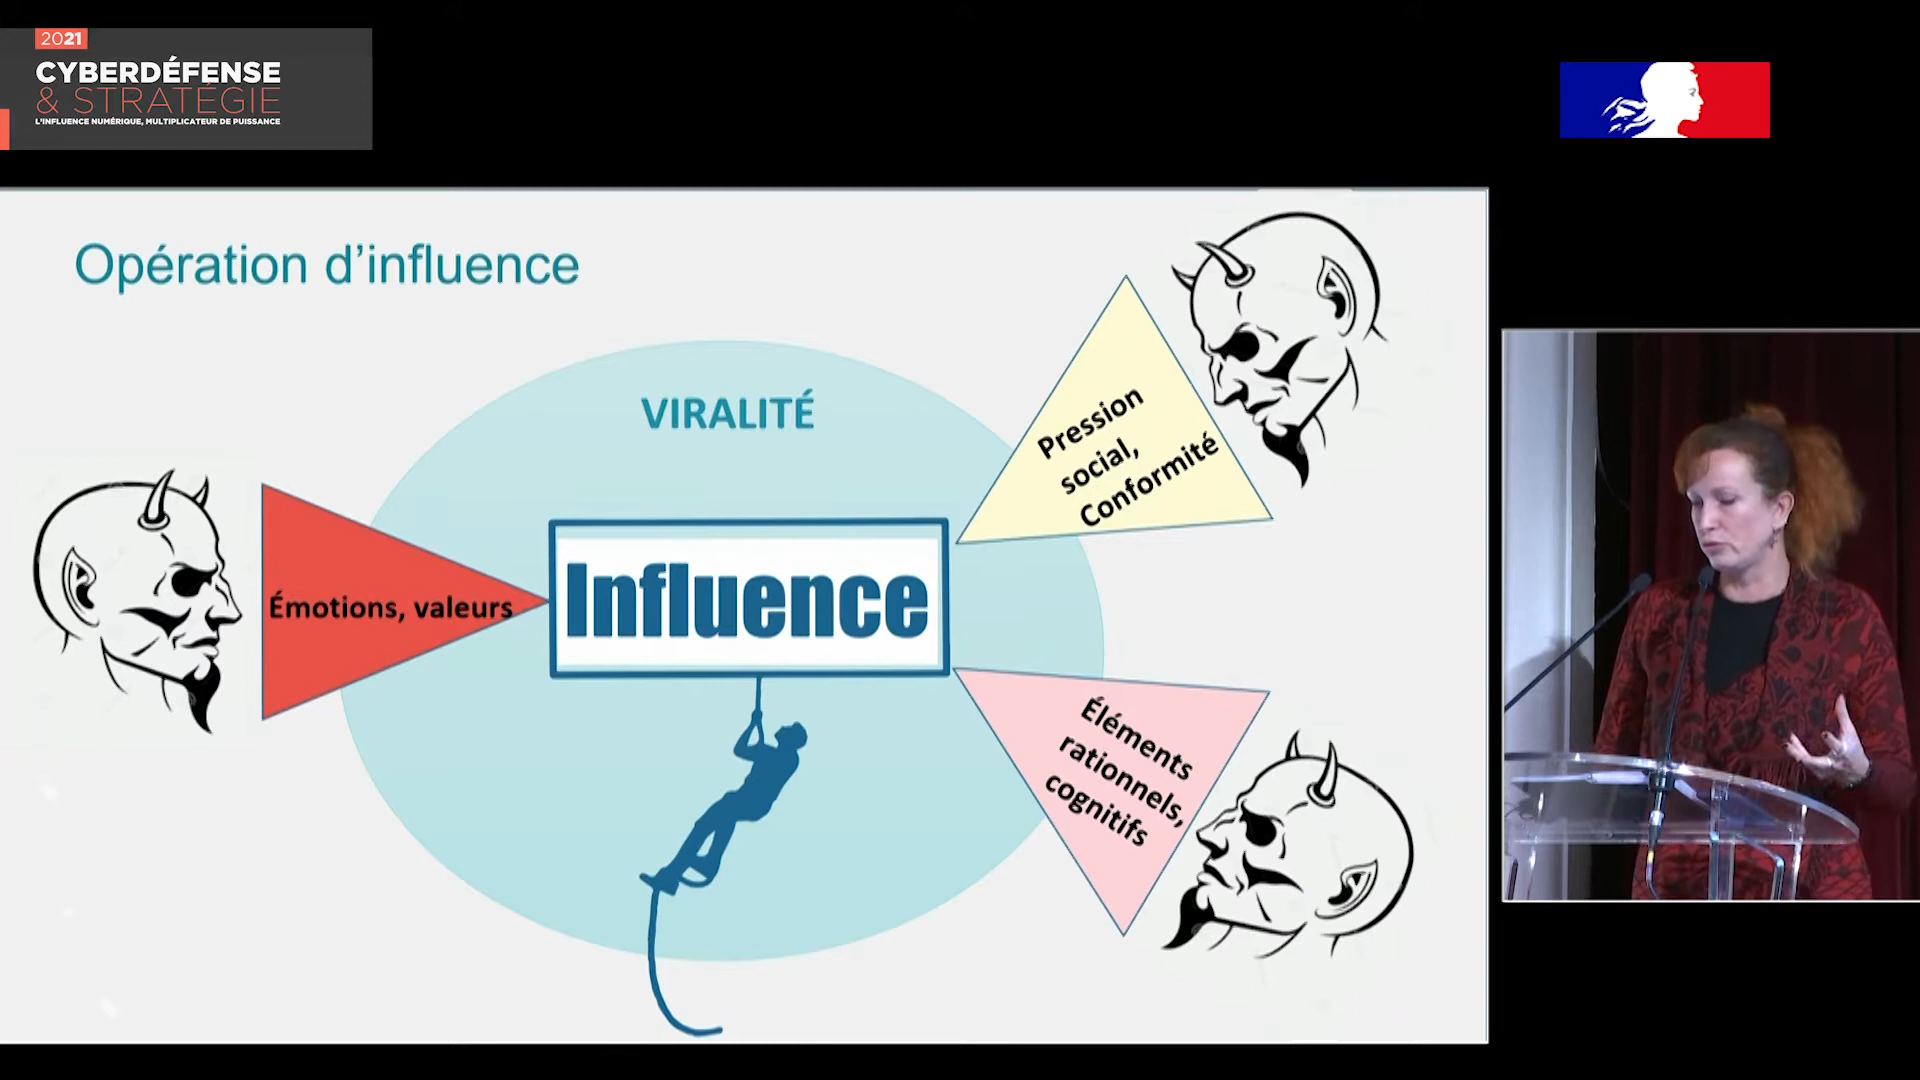 2021
CYBERDÉFENSE
& STRATÉGIE
L'INFLUENCE NUMÉRIQUE, MULTIPLICATEUR DE PUISSANCE
Opération d'influence
VIRALITÉ
Pression
social,
Conformité
Émotions, valeurs
Influence
Éléments
rationnels,
cognitifs